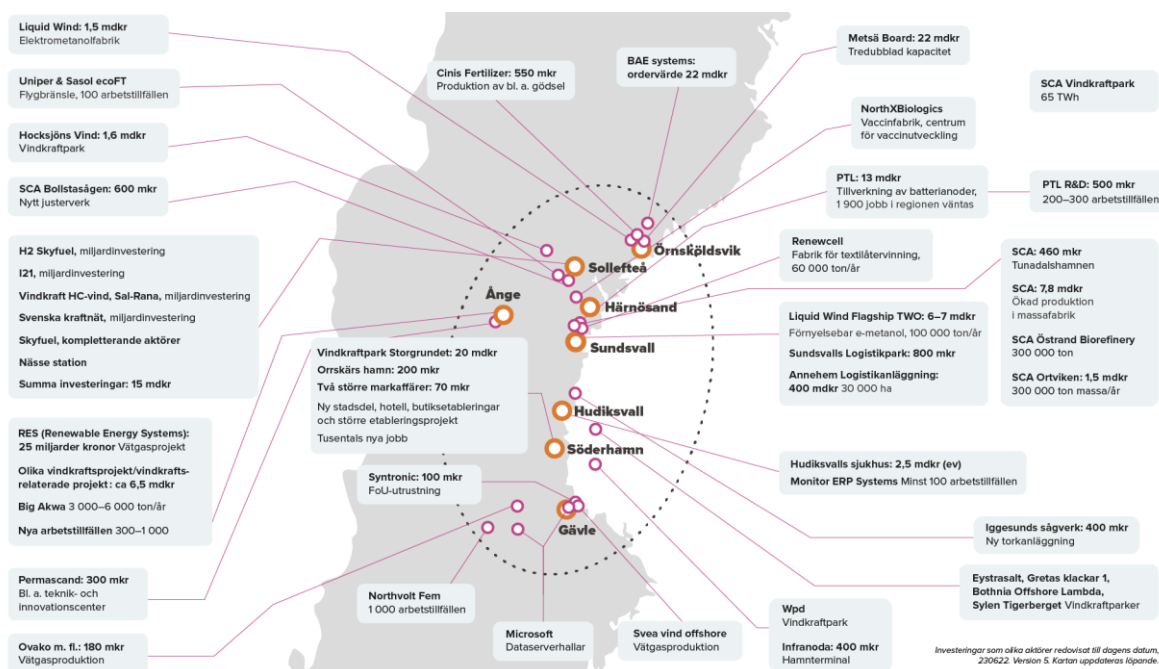 Liquid Wind: 1,5 mdkr
Elektrometanolfabrik
Uniper & Sasol ecoFT
Flygbränsle, 100 arbetstillfällen
Hocksjöns Vind: 1,6 mdkr
Vindkraftpark
SCA Bollstasågen: 600 mkr
Nytt justerverk
H2 Skyfuel, miljardinvestering
I21, miljardinvestering
Vindkraft HC-vind, Sal-Rana, miljardinvestering
Svenska kraftnät, miljardinvestering
Skyfuel, kompletterande aktörer
Nässe station
Summa investeringar: 15 mdkr
RES (Renewable Energy Systems):
25 miljarder kronor Vätgasprojekt
Olika vindkraftsprojekt/vindkrafts-
relaterade projekt: ca 6,5 mdkr
Big Akwa 3 000–6 000 ton/år
Nya arbetstillfällen 300–1 000
Permascand: 300 mkr
Bl. a. teknik- och
innovationscenter
Ovako m. fl.: 180 mkr
Vätgasproduktion
Cinis Fertilizer: 550 mkr
Produktion av bl. a. gödsel
BAE systems:
ordervärde 22 mdkr
Metsä Board: 22 mdkr
Tredubblad kapacitet
NorthXBiologics
Vaccinfabrik, centrum
för vaccinutveckling
SCA Vindkraftpark
65 TWh
PTL: 13 mdkr
Tillverkning av batterianoder,
1 900 jobb i regionen väntas
PTL R&D: 500 mkr
200–300 arbetstillfällen
Renewcell
Fabrik för textilåtervinning,
60 000 ton/år
SCA: 460 mkr
Tunadalshamnen
SCA: 7,8 mdkr
Ökad produktion
i massafabrik
SCA Östrand Biorefinery
300 000 ton
SCA Ortviken: 1,5 mdkr
300 000 ton massa/år
Liquid Wind Flagship TWO: 6–7 mdkr
Förnyelsebar e-metanol, 100 000 ton/år
Sundsvalls Logistikpark: 800 mkr
Annehem Logistikanläggning:
400 mdkr 30 000 ha
Örnsköldsvik
Sollefteå
Ånge
Härnösand
Sundsvall
Hudiksvall
Söderhamn
Gävle
Vindkraftpark Storgrundet: 20 mdkr
Orrskärs hamn: 200 mkr
Två större markaffärer: 70 mkr
Ny stadsdel, hotell, butiksetableringar
och större etableringsprojekt
Tusentals nya jobb
Syntronic: 100 mkr
FoU-utrustning
Hudiksvalls sjukhus: 2,5 mdkr (ev)
Monitor ERP Systems Minst 100 arbetstillfällen
Iggesunds sågverk: 400 mkr
Ny torkanläggning
Eystrasalt, Gretas klackar 1,
Bothnia Offshore Lambda,
Sylen Tigerberget Vindkraftparker
Northvolt Fem
1 000 arbetstillfällen
Microsoft
Dataserverhallar
Svea vind offshore
Vätgasproduktion
Wpd
Vindkraftpark
Infranoda: 400 mkr
Hamnterminal
Investeringar som olika aktörer redovisat till dagens datum,
230622. Version 5. Kartan uppdateras löpande.